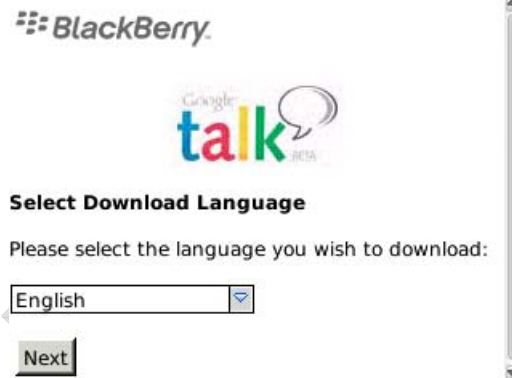 BlackBerry.
Google
talk
BETA
Select Download Language
Please select the language you wish to download:
English
Next